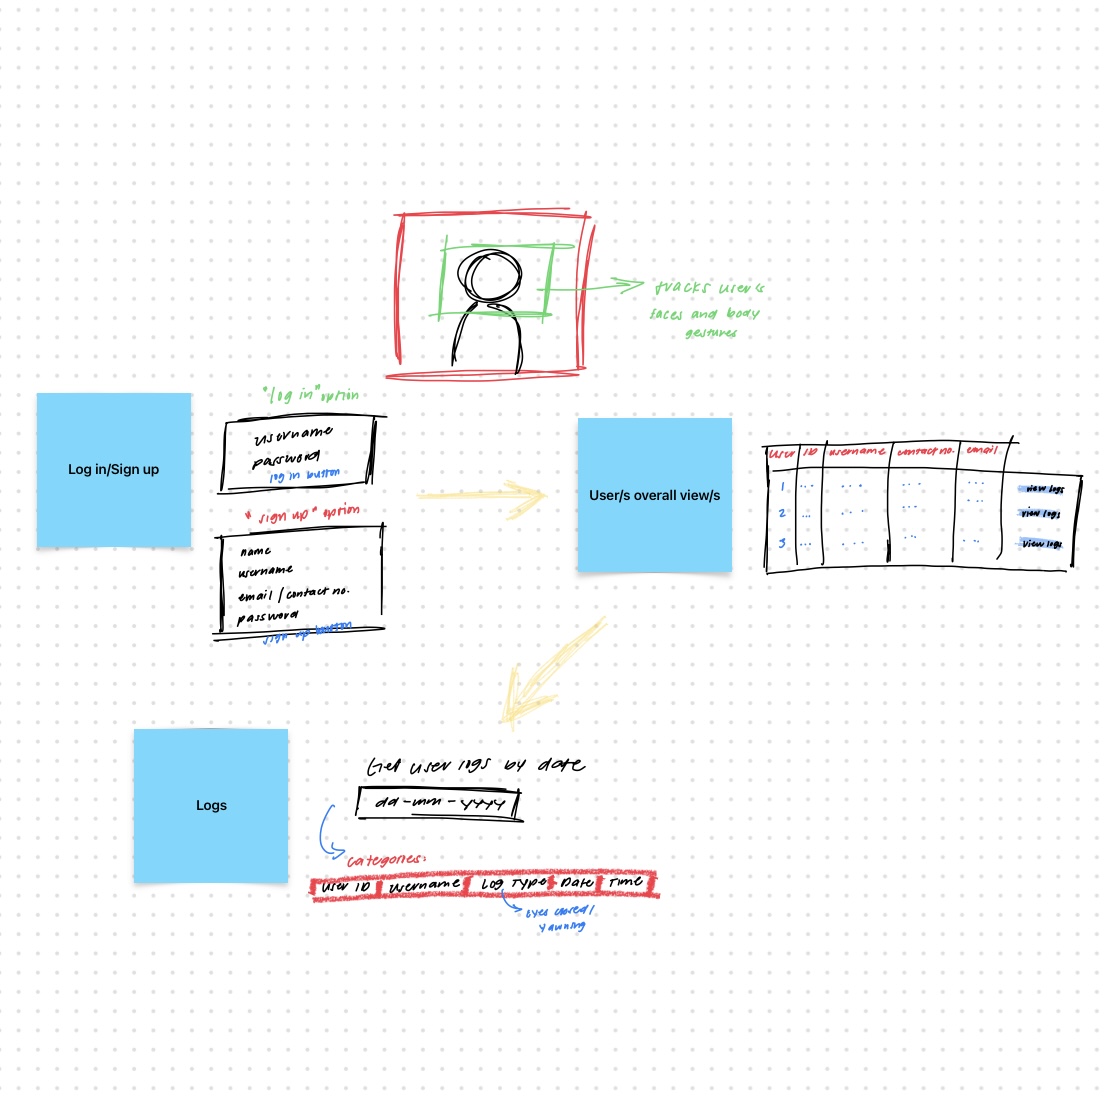 tracks user/s
faces and body
gestures
"log in" option
username
password
log in button
Log in/Sign up
"sign up" option
name
username
email / contact no.
password
sign up button
User/s overall view/s
User ID username contact no. email
1 ... ... ... ... view logs
2 ... ... ... ... view logs
3 ... ... ... ... view logs
Logs
Get user logs by date
dd-mm-yyyy
categories:
User ID username Log Type Date Time
eyes closed/
yawning